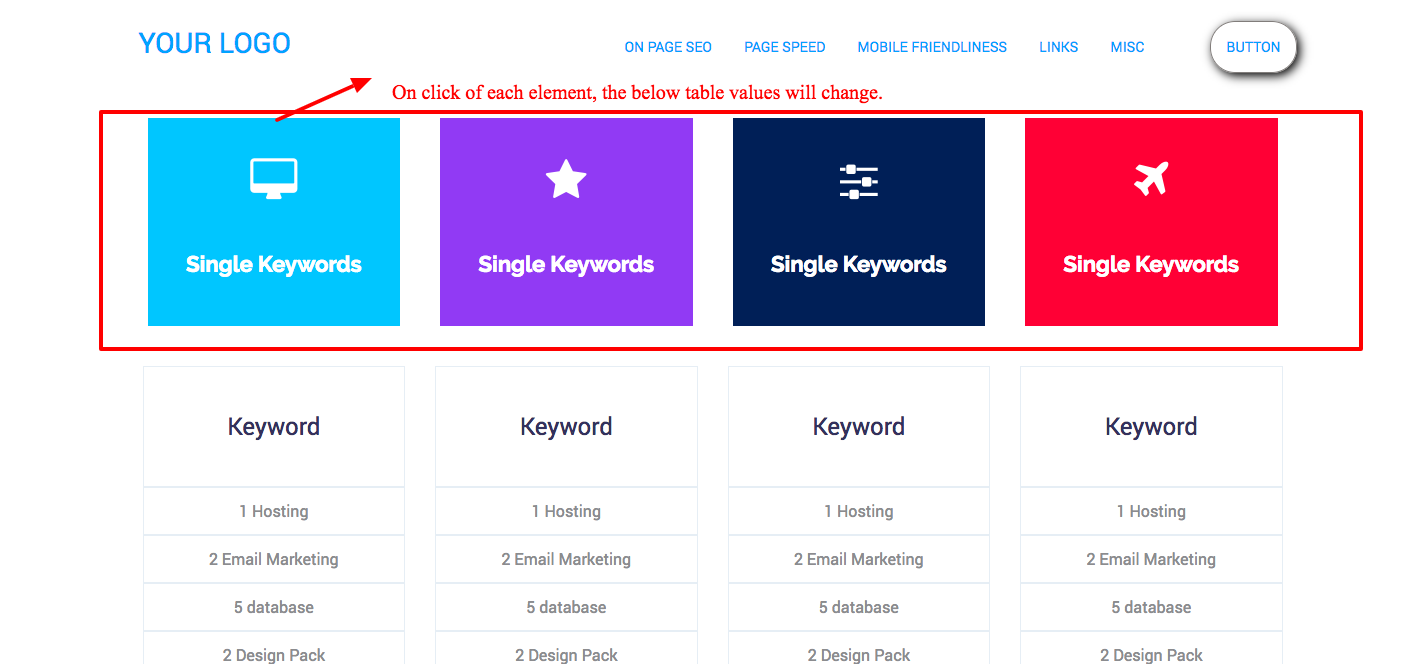 YOUR LOGO ON PAGE SEO PAGE SPEED MOBILE FRIENDLINESS LINKS MISC BUTTON
On click of each element, the below table values will change.
Single Keywords Single Keywords Single Keywords Single Keywords
Keyword Keyword Keyword Keyword
1 Hosting 1 Hosting 1 Hosting 1 Hosting
2 Email Marketing 2 Email Marketing 2 Email Marketing 2 Email Marketing
5 database 5 database 5 database 5 database
2 Design Pack 2 Design Pack 2 Design Pack 2 Design Pack